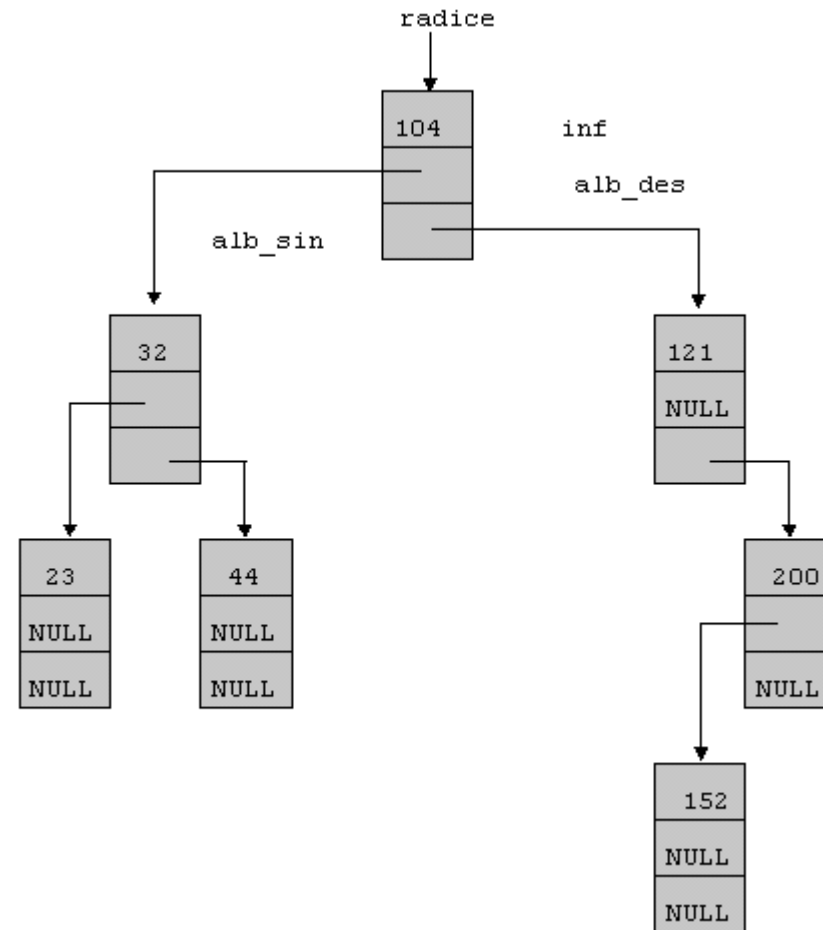 radice
104
inf
alb_des
alb_sin
32
121
NULL
23
44
200
NULL
NULL
NULL
NULL
NULL
152
NULL
NULL